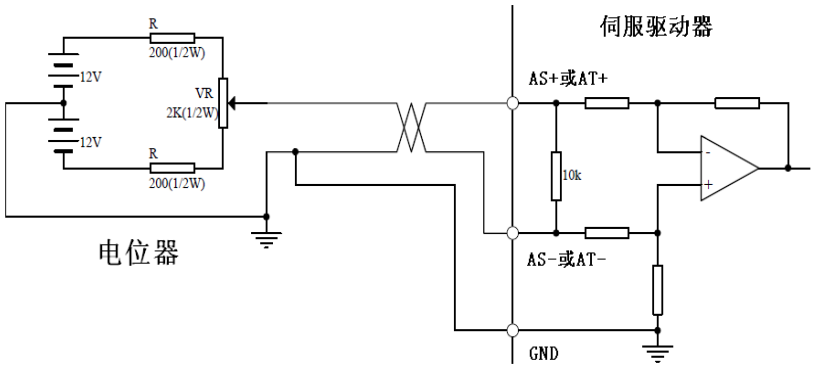 伺服驱动器
R
200(1/2W)
12V
VR
2K(1/2W)
AS+或AT+
12V
R
200(1/2W)
10k
-
+
电位器
AS-或AT-
GND